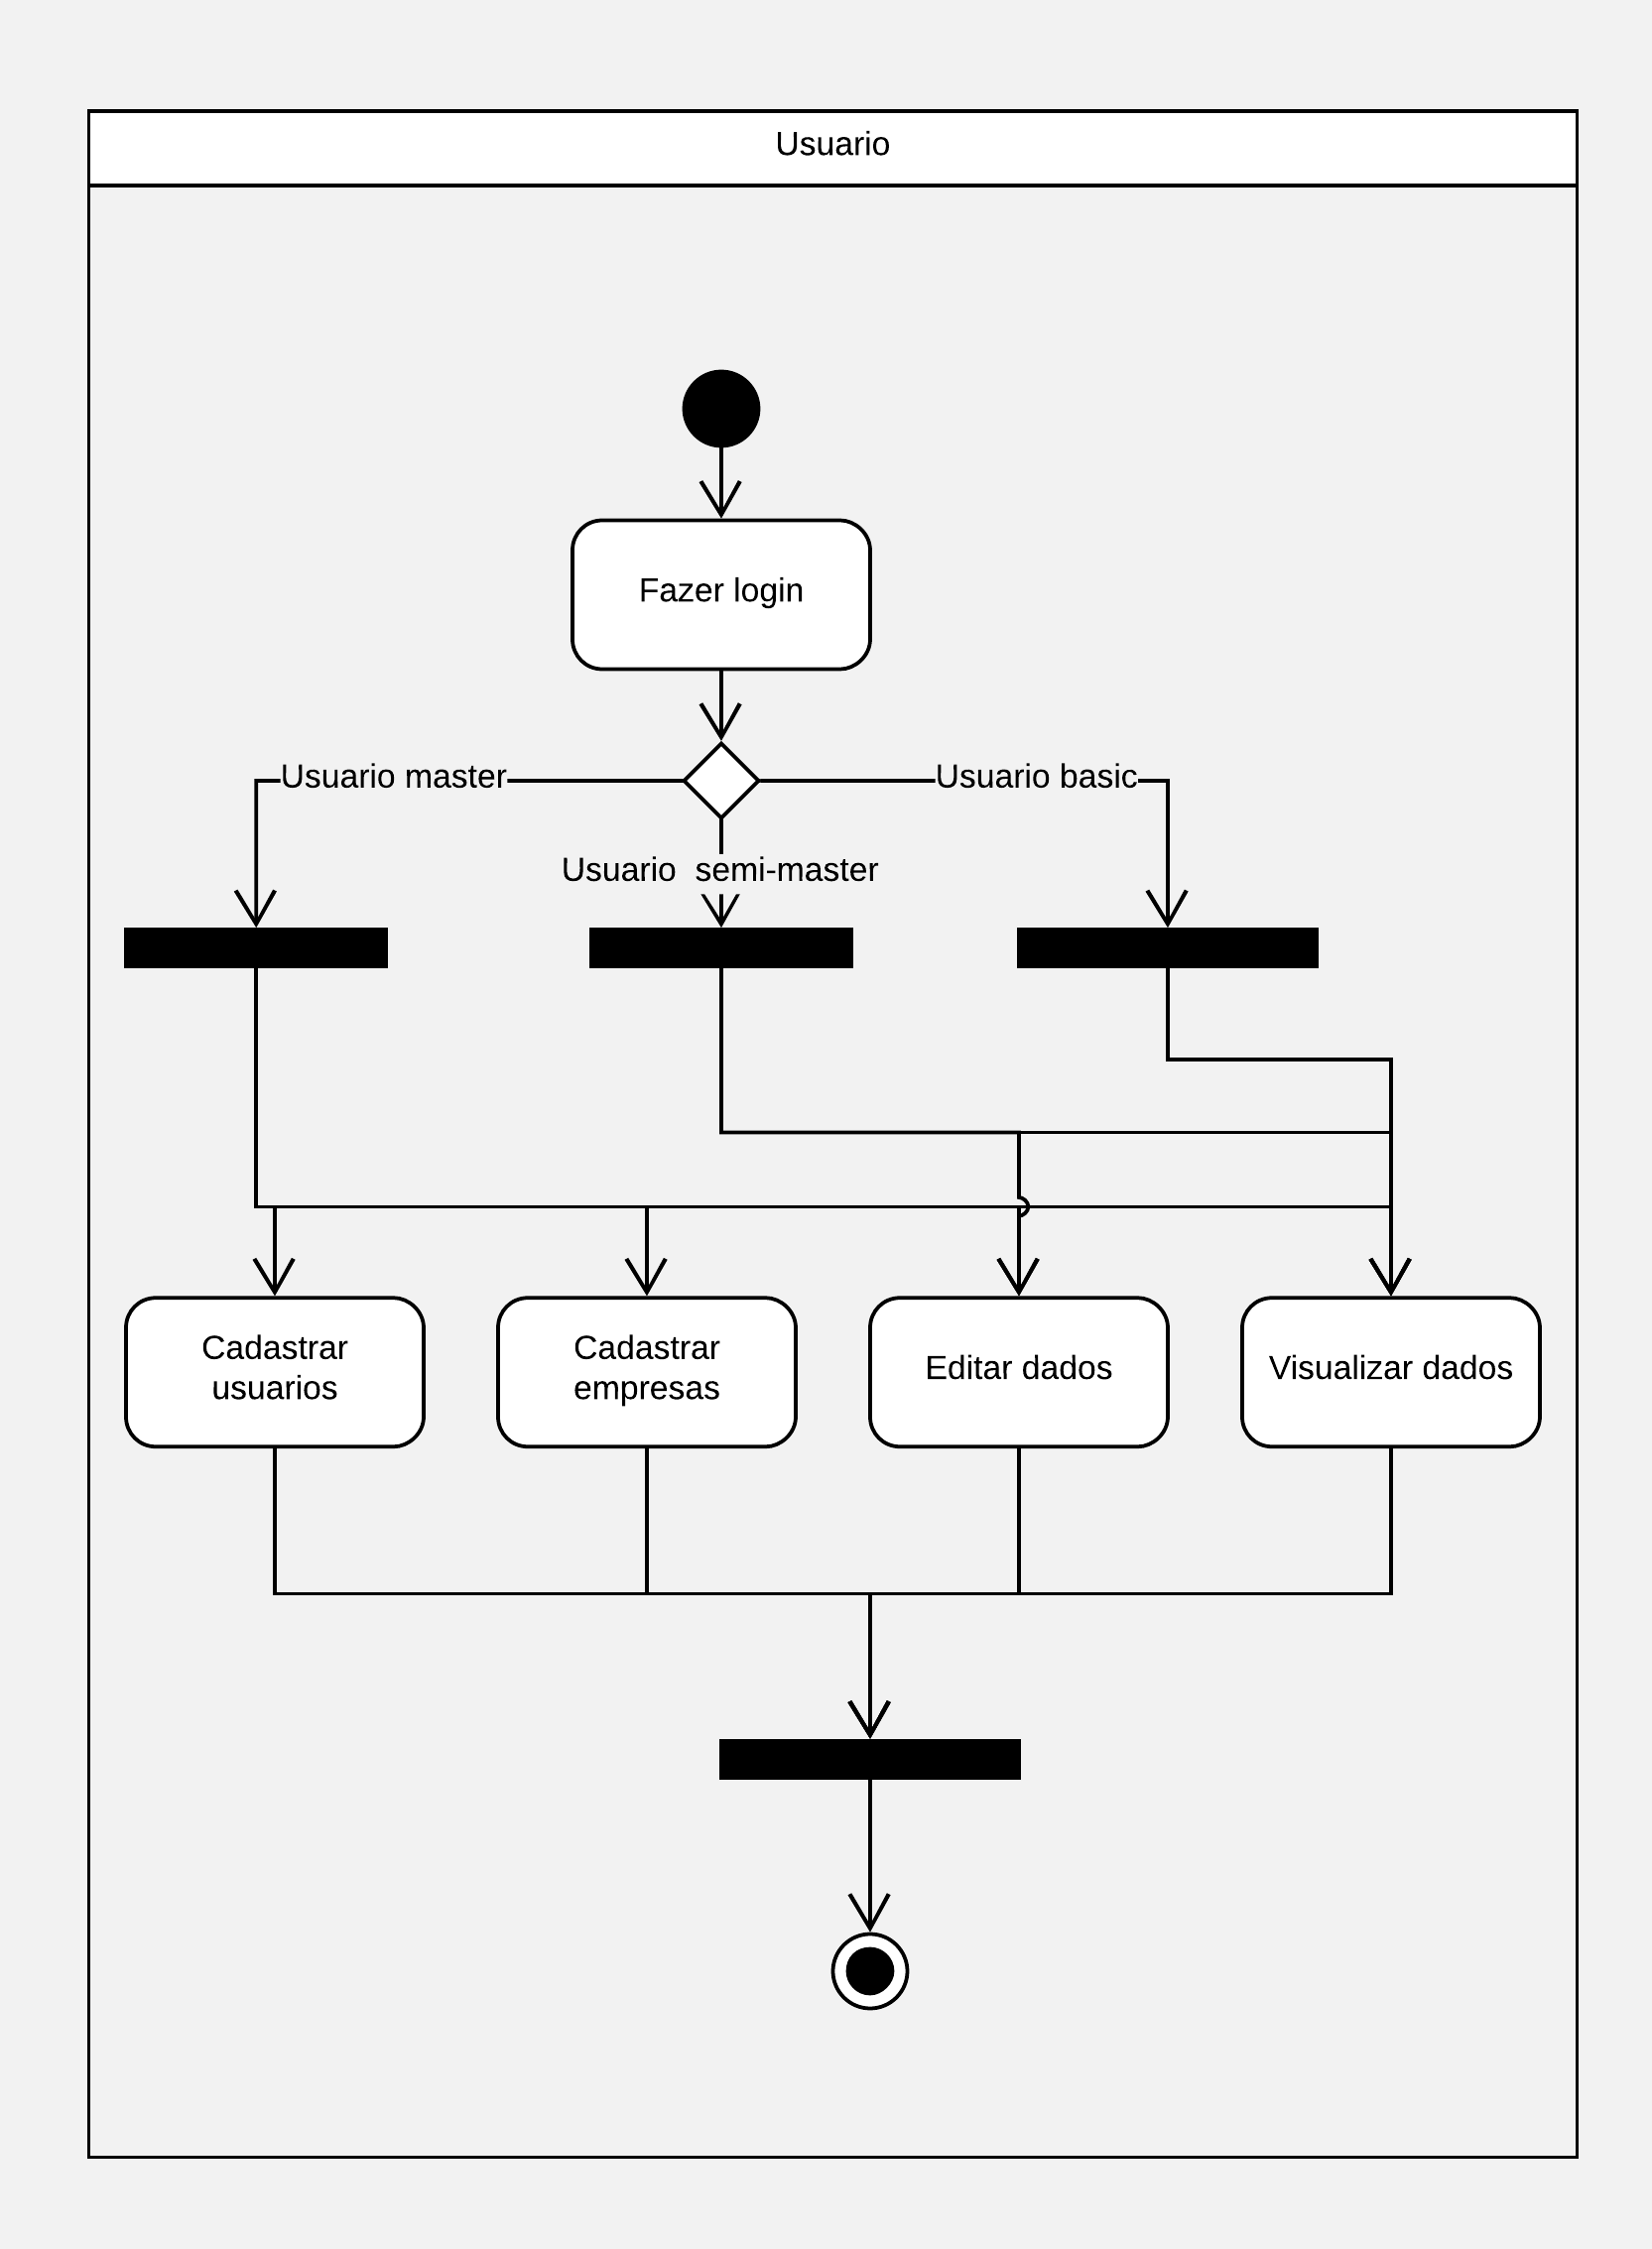 Usuario
Fazer login
Usuario master
Usuario basic
Usuario  semi-master
Cadastrar
usuarios
Cadastrar
empresas
Editar dados
Visualizar dados